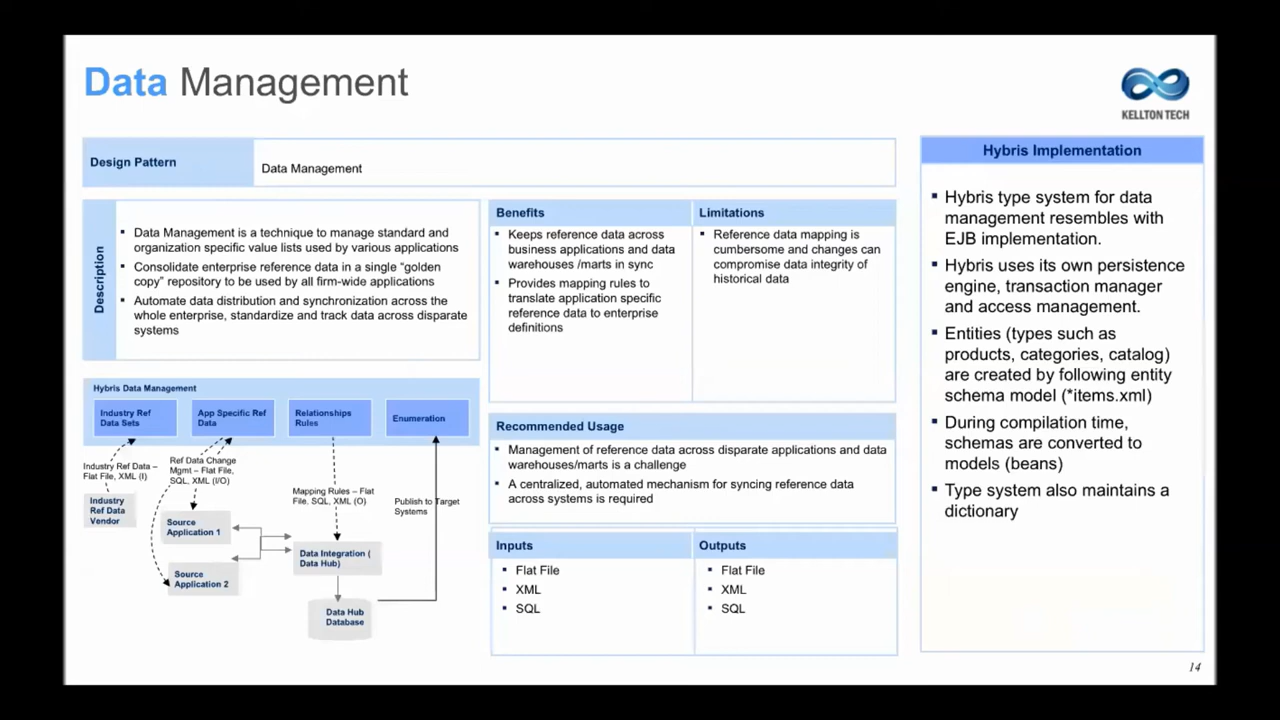 Data Management
KELLTON TECH
Design Pattern
Data Management
Description
▪ Data Management is a technique to manage standard and
organization specific value lists used by various applications
▪ Consolidate enterprise reference data in a single “golden
copy” repository to be used by all firm-wide applications
▪ Automate data distribution and synchronization across the
whole enterprise, standardize and track data across disparate
systems
Benefits
▪ Keeps reference data across
business applications and data
warehouses /marts in sync
▪ Provides mapping rules to
translate application specific
reference data to enterprise
definitions
Limitations
▪ Reference data mapping is
cumbersome and changes can
compromise data integrity of
historical data
Hybris Data Management
Industry Ref
Data Sets
App Specific Ref
Data
Relationships
Rules
Enumeration
Industry Ref Data –
Flat File, XML (I)
Ref Data Change
Mgmt – Flat File,
SQL, XML (I/O)
Mapping Rules – Flat
File, SQL, XML (O)
Publish to Target
Systems
Industry
Ref Data
Vendor
Source
Application 1
Source
Application 2
Data Integration (
Data Hub)
Data Hub
Database
Recommended Usage
▪ Management of reference data across disparate applications and data
warehouses/marts is a challenge
▪ A centralized, automated mechanism for syncing reference data
across systems is required
Inputs
▪ Flat File
▪ XML
▪ SQL
Outputs
▪ Flat File
▪ XML
▪ SQL
Hybris Implementation
▪ Hybris type system for data
management resembles with
EJB implementation.
▪ Hybris uses its own persistence
engine, transaction manager
and access management.
▪ Entities (types such as
products, categories, catalog)
are created by following entity
schema model (*items.xml)
▪ During compilation time,
schemas are converted to
models (beans)
▪ Type system also maintains a
dictionary
14